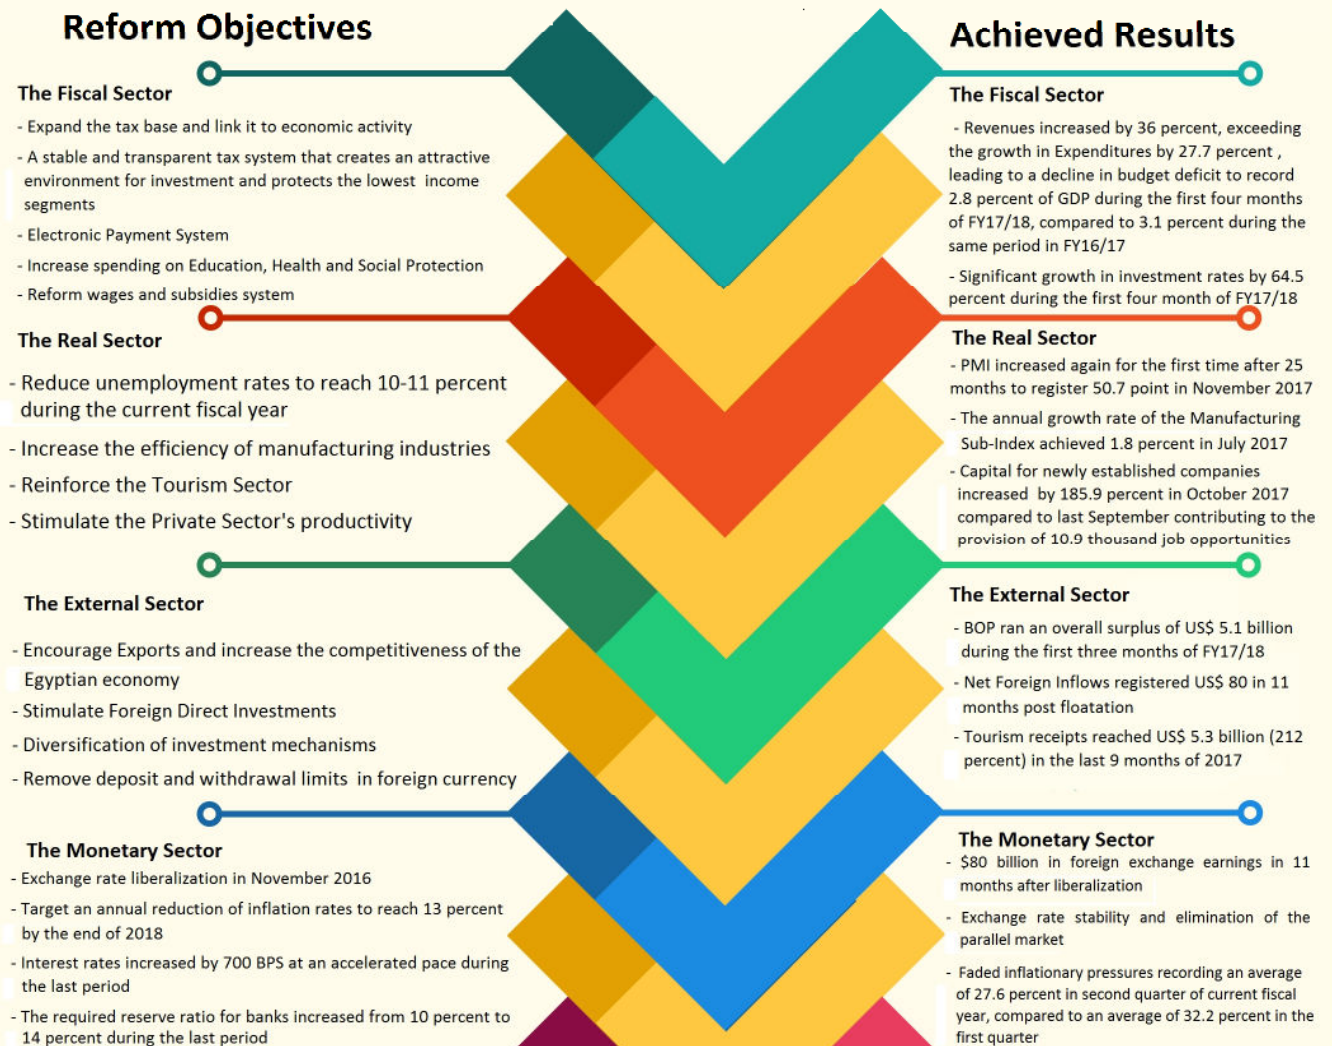 Reform Objectives
The Fiscal Sector
- Expand the tax base and link it to economic activity
- A stable and transparent tax system that creates an attractive
environment for investment and protects the lowest income
segments
- Electronic Payment System
- Increase spending on Education, Health and Social Protection
- Reform wages and subsidies system
The Real Sector
- Reduce unemployment rates to reach 10-11 percent
during the current fiscal year
- Increase the efficiency of manufacturing industries
- Reinforce the Tourism Sector
- Stimulate the Private Sector's productivity
The External Sector
- Encourage Exports and increase the competitiveness of the
Egyptian economy
- Stimulate Foreign Direct Investments
- Diversification of investment mechanisms
- Remove deposit and withdrawal limits in foreign currency
The Monetary Sector
- Exchange rate liberalization in November 2016
- Target an annual reduction of inflation rates to reach 13 percent
by the end of 2018
- Interest rates increased by 700 BPS at an accelerated pace during
the last period
- The required reserve ratio for banks increased from 10 percent to
14 percent during the last period
Achieved Results
The Fiscal Sector
- Revenues increased by 36 percent, exceeding
the growth in Expenditures by 27.7 percent ,
leading to a decline in budget deficit to record
2.8 percent of GDP during the first four months
of FY17/18, compared to 3.1 percent during the
same period in FY16/17
- Significant growth in investment rates by 64.5
percent during the first four month of FY17/18
The Real Sector
- PMI increased again for the first time after 25
months to register 50.7 point in November 2017
- The annual growth rate of the Manufacturing
Sub-Index achieved 1.8 percent in July 2017
- Capital for newly established companies
increased by 185.9 percent in October 2017
compared to last September contributing to the
provision of 10.9 thousand job opportunities
The External Sector
- BOP ran an overall surplus of US$ 5.1 billion
during the first three months of FY17/18
- Net Foreign Inflows registered US$ 80 in 11
months post floatation
- Tourism receipts reached US$ 5.3 billion (212
percent) in the last 9 months of 2017
The Monetary Sector
- $80 billion in foreign exchange earnings in 11
months after liberalization
- Exchange rate stability and elimination of the
parallel market
- Faded inflationary pressures recording an average
of 27.6 percent in second quarter of current fiscal
year, compared to an average of 32.2 percent in the
first quarter